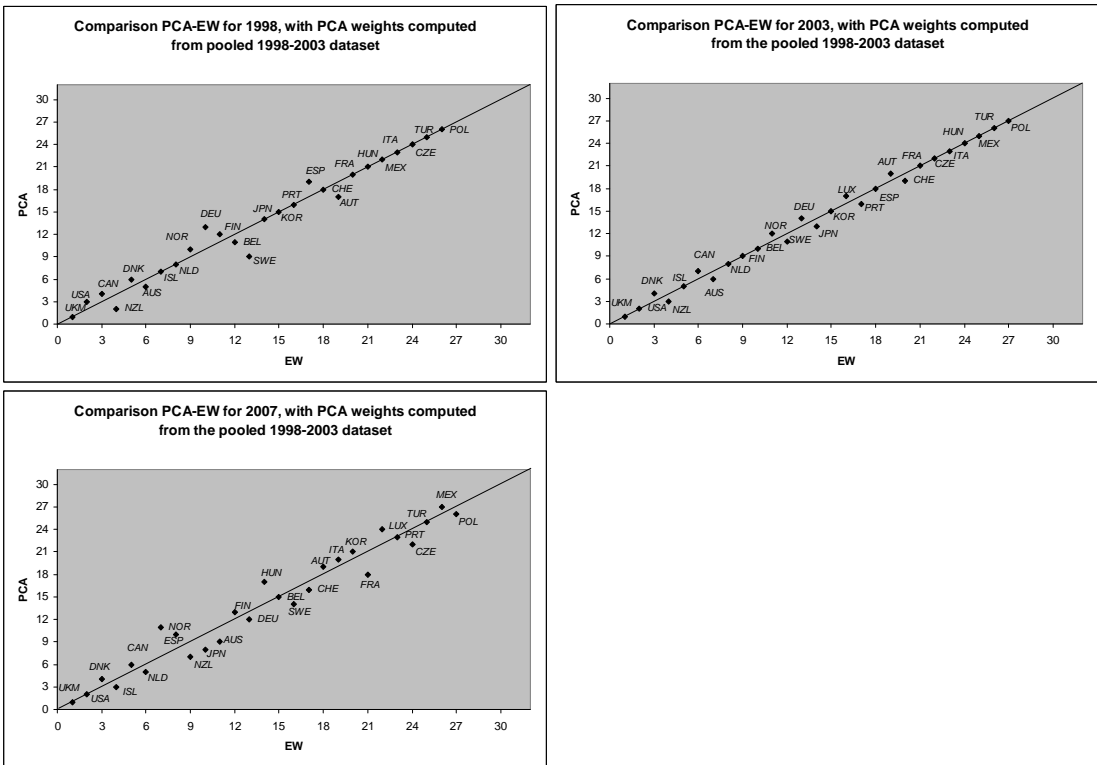 Comparison PCA-EW for 1998, with PCA weights computed
from pooled 1998-2003 dataset
PCA
30
27
24
21
18
15
12
9
6
3
0
UKM
USA
CAN
NZL
DNK
AUS
ISL
NLD
NOR
DEU
FIN
BEL
SWE
JPN
KOR
PRT
ESP
CHE
AUT
FRA
HUN
MEX
ITA
CZE
TUR
POL
0 3 6 9 12 15 18 21 24 27 30
EW
Comparison PCA-EW for 2003, with PCA weights computed
from the pooled 1998-2003 dataset
PCA
30
27
24
21
18
15
12
9
6
3
0
UKM
USA
DNK
NZL
ISL
CAN
AUS
NLD
FIN
BEL
NOR
SWE
DEU
JPN
KOR
LUX
PRT
ESP
AUT
CHE
FRA
CZE
ITA
HUN
MEX
TUR
POL
0 3 6 9 12 15 18 21 24 27 30
EW
Comparison PCA-EW for 2007, with PCA weights computed
from the pooled 1998-2003 dataset
PCA
30
27
24
21
18
15
12
9
6
3
0
UKM
USA
DNK
ISL
CAN
NLD
NOR
ESP
NZL
JPN
AUS
FIN
DEU
HUN
BEL
SWE
CHE
AUT
ITA
KOR
FRA
LUX
PRT
CZE
TUR
MEX
POL
0 3 6 9 12 15 18 21 24 27 30
EW